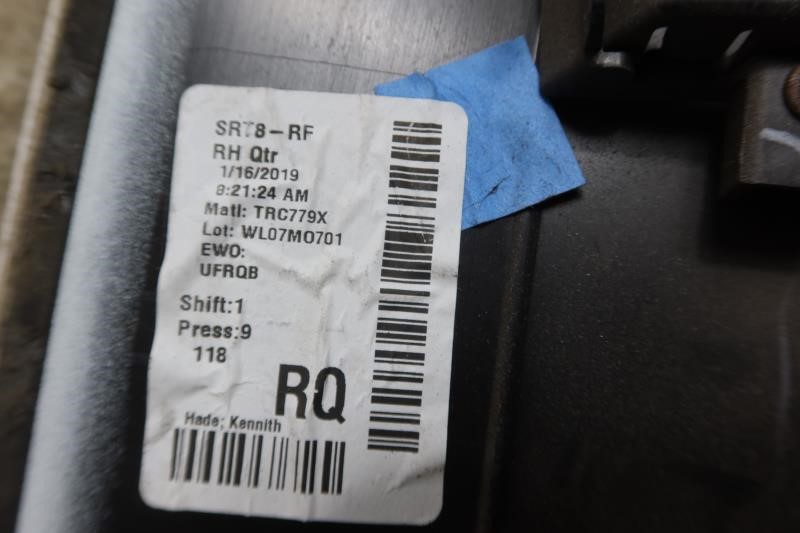 SRT8-RF
RH Qtr
1/16/2019
8:21:24 AM
Matl: TRC779X
Lot: WL07MO701
EWO:
UFRQB
Shift:1
Press:9
118
RQ
Hade; Kennith